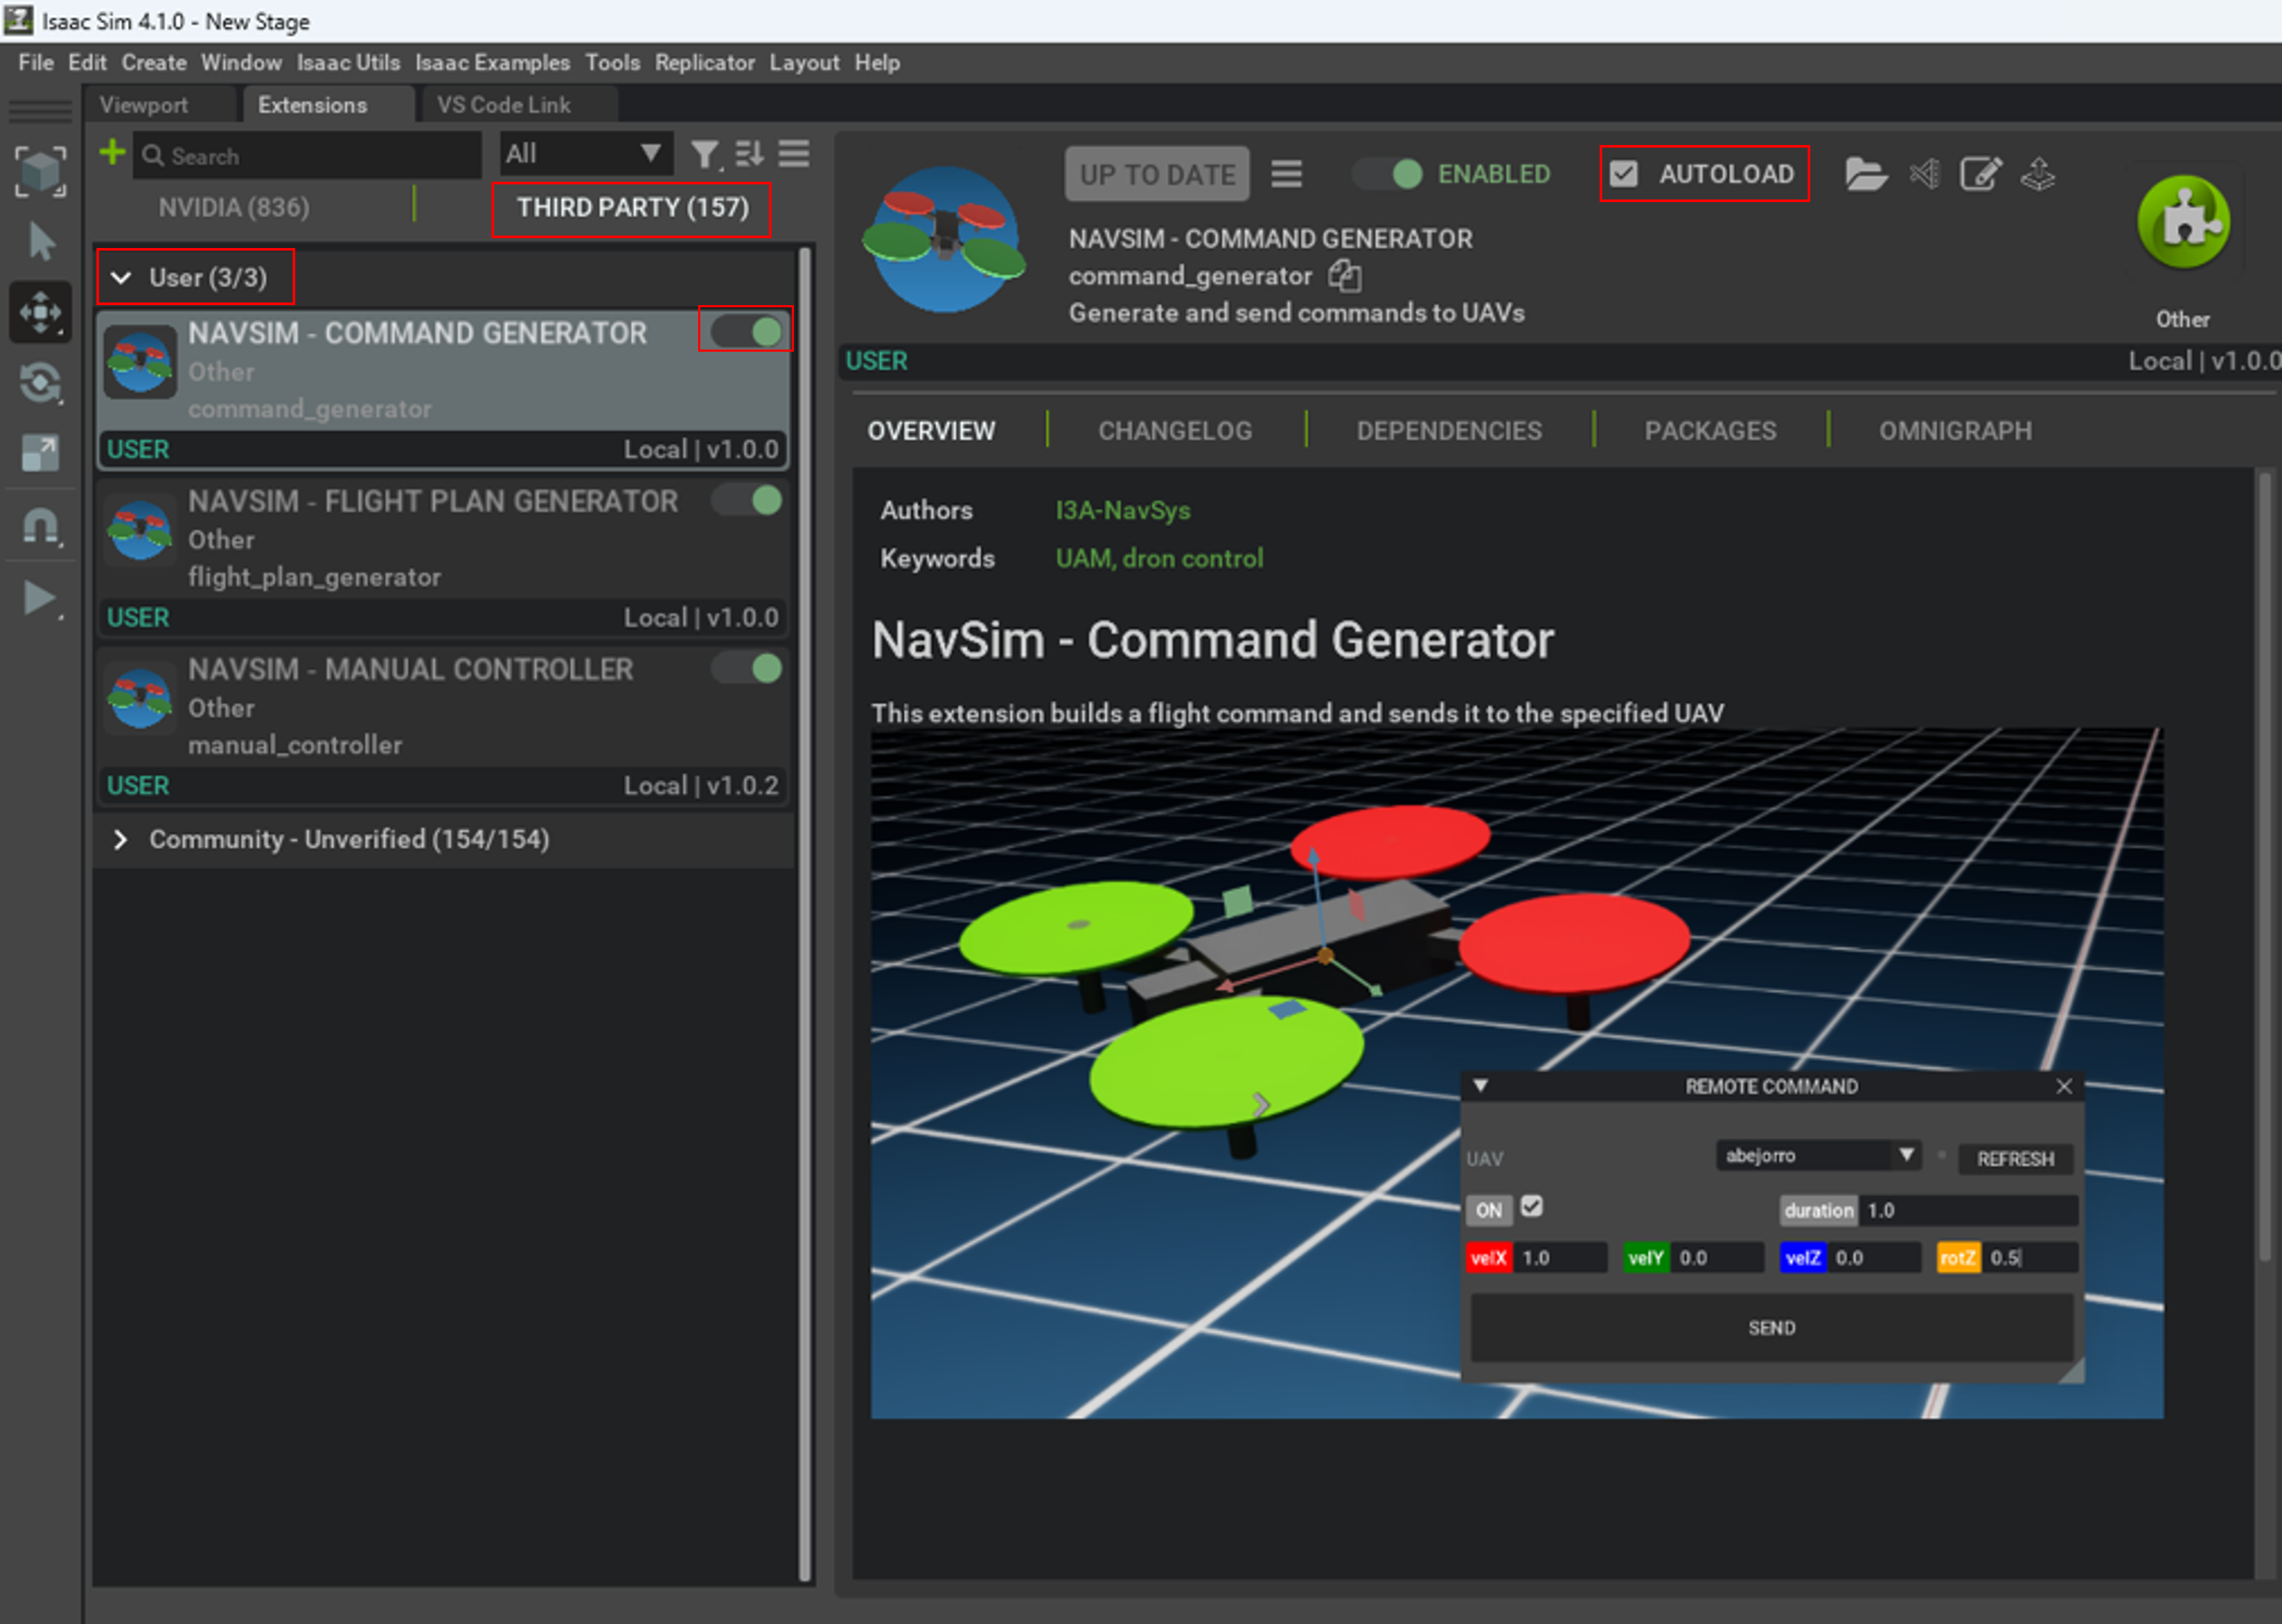 Isaac Sim 4.1.0 - New Stage
File Edit Create Window Isaac Utils Isaac Examples Tools Replicator Layout Help
Viewport Extensions VS Code Link
Search All
NVIDIA (836) THIRD PARTY (157)
User (3/3)
NAVSIM - COMMAND GENERATOR
Other
command_generator
USER Local | v1.0.0
NAVSIM - FLIGHT PLAN GENERATOR
Other
flight_plan_generator
USER Local | v1.0.0
NAVSIM - MANUAL CONTROLLER
Other
manual_controller
USER Local | v1.0.2
Community - Unverified (154/154)
UP TO DATE ENABLED AUTOLOAD
NAVSIM - COMMAND GENERATOR
command_generator
Generate and send commands to UAVs
Other
USER Local | v1.0.0
OVERVIEW CHANGELOG DEPENDENCIES PACKAGES OMNIGRAPH
Authors I3A-NavSys
Keywords UAM, dron control
NavSim - Command Generator
This extension builds a flight command and sends it to the specified UAV
REMOTE COMMAND
UAV abejorro REFRESH
ON duration 1.0
velX 1.0 velY 0.0 velZ 0.0 rotZ 0.5
SEND